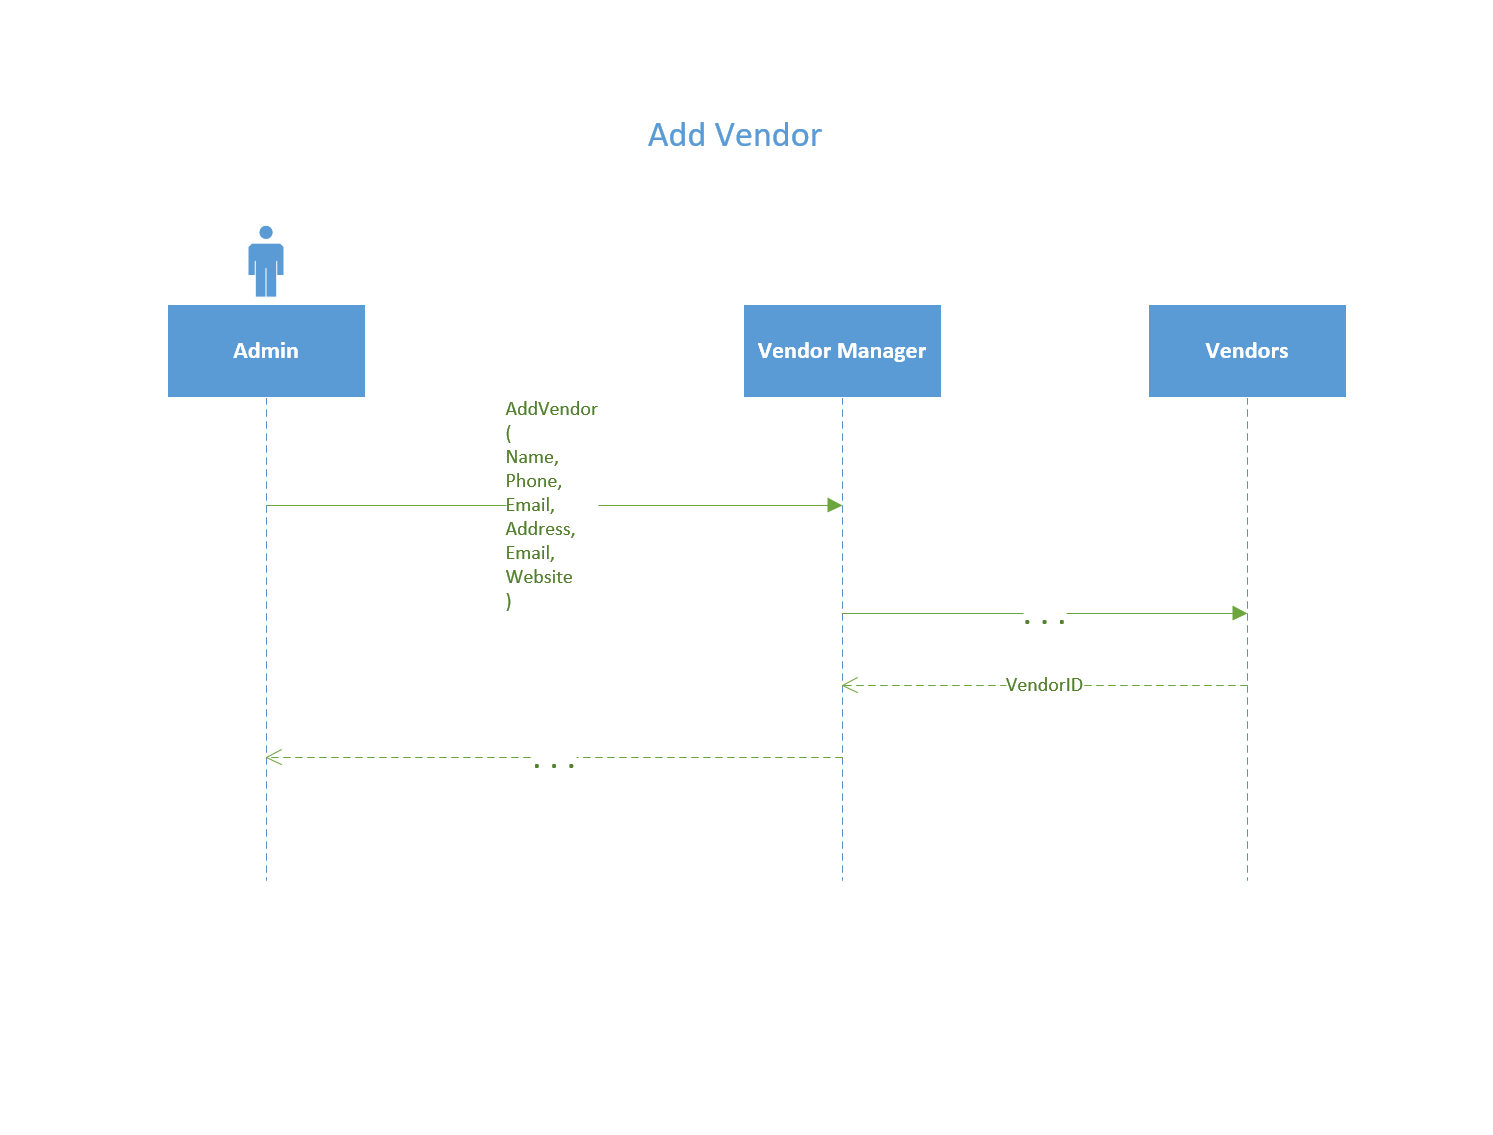 Add Vendor
Admin
Vendor Manager
Vendors
AddVendor
(
Name,
Phone,
Email,
Address,
Email,
Website
)
. . .
VendorID
. . .